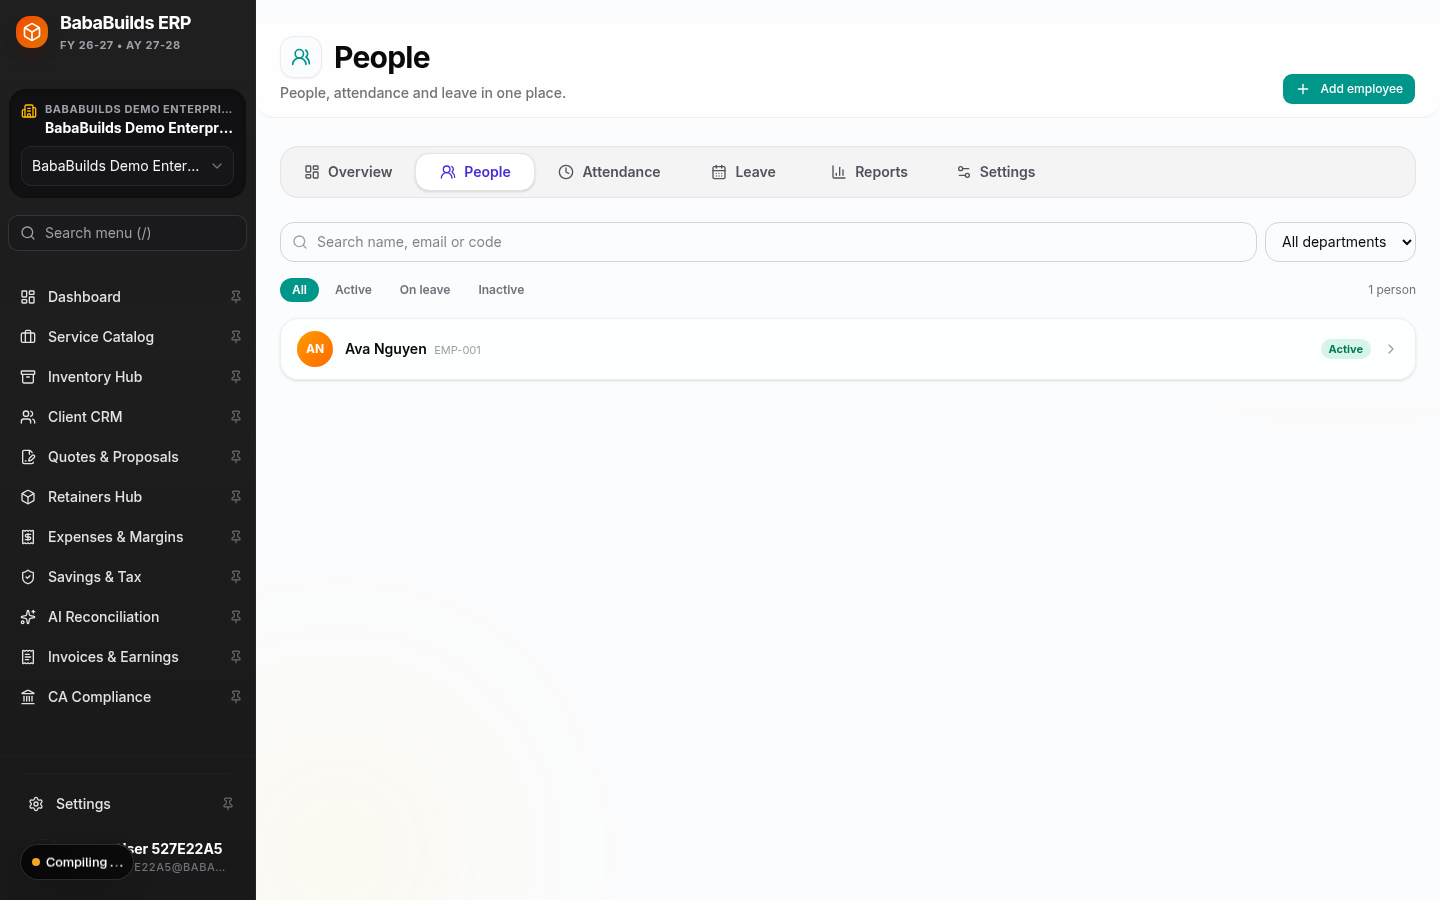 BabaBuilds ERP
FY 26-27 • AY 27-28
BABABUILDS DEMO ENTERPRI...
BabaBuilds Demo Enterpr...
BabaBuilds Demo Enter...
Search menu (/)
Dashboard
Service Catalog
Inventory Hub
Client CRM
Quotes & Proposals
Retainers Hub
Expenses & Margins
Savings & Tax
AI Reconciliation
Invoices & Earnings
CA Compliance
Settings
527E22A5
Compiling ...
E22A5@BABA...
People
People, attendance and leave in one place.
Add employee
Overview
People
Attendance
Leave
Reports
Settings
Search name, email or code
All departments
All
Active
On leave
Inactive
1 person
AN
Ava Nguyen EMP-001
Active